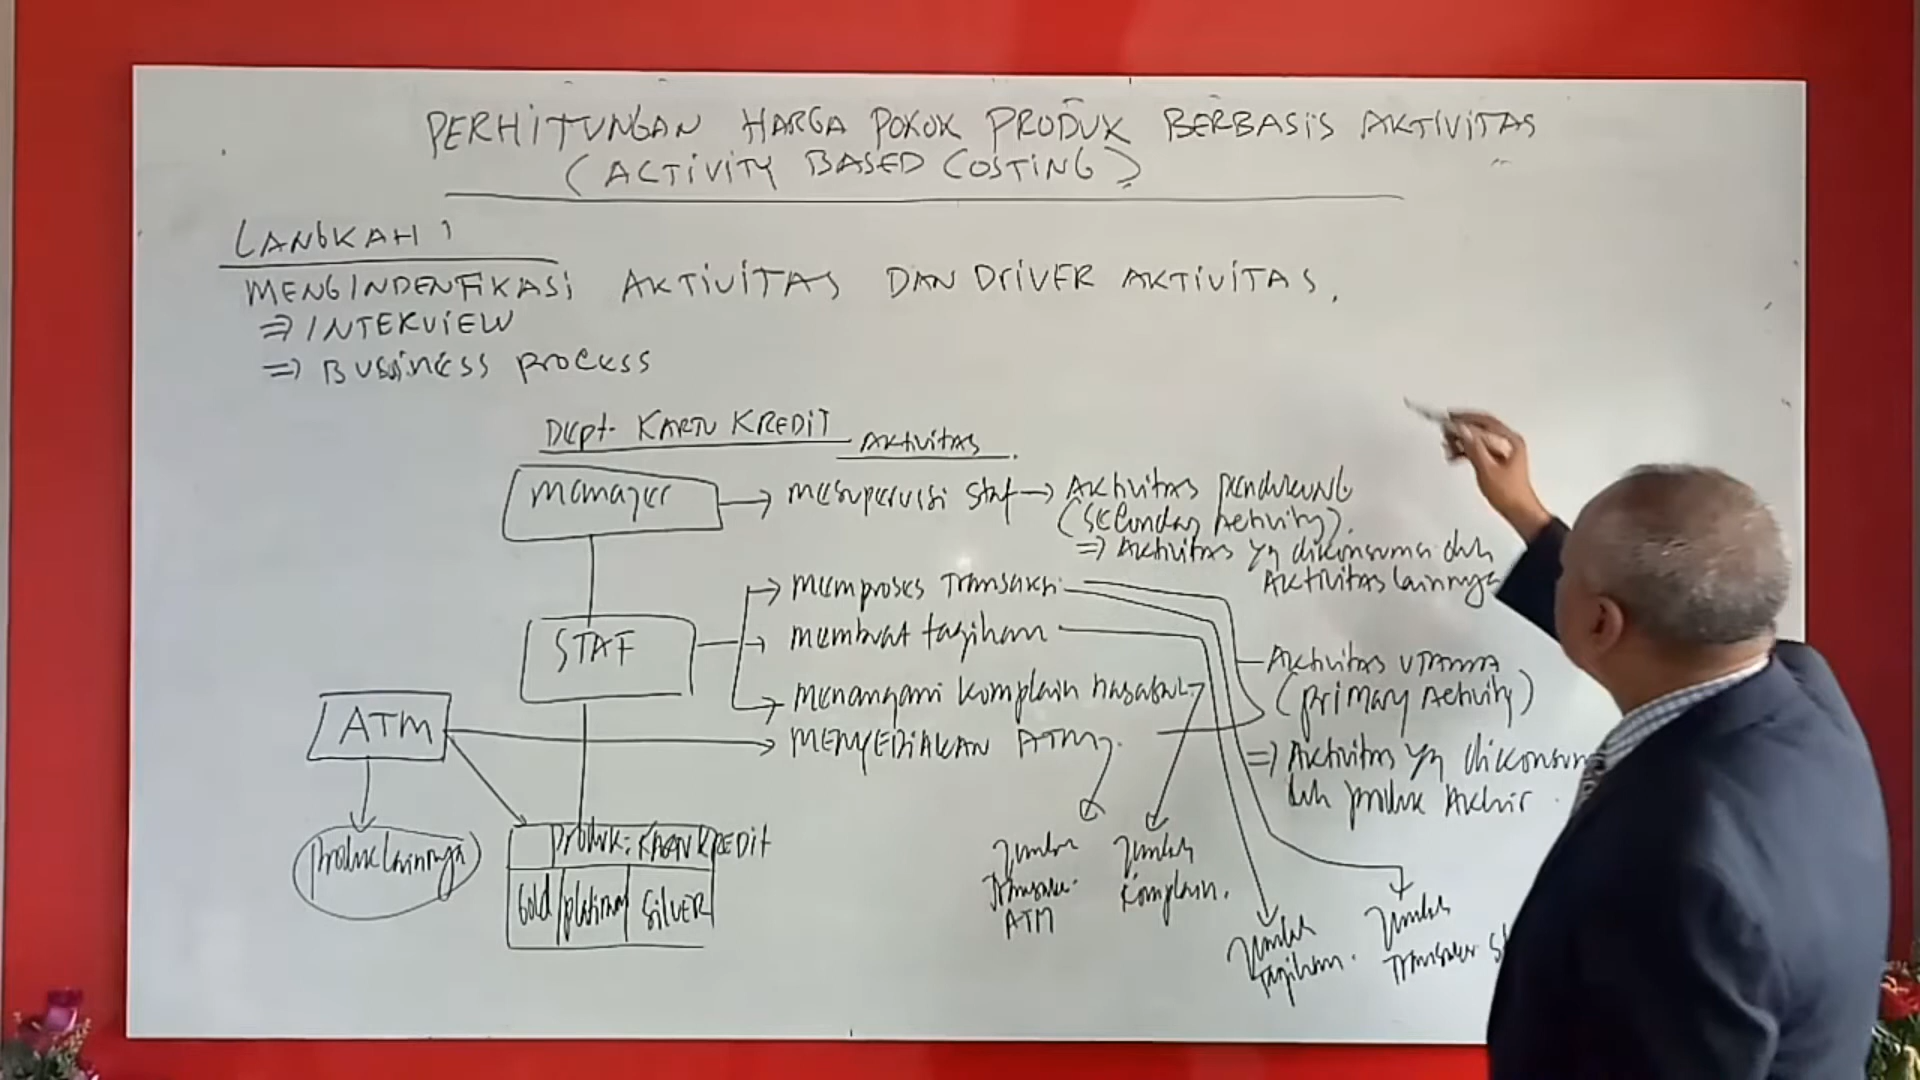 PERHITUNGAN HARGA POKOK PRODUK BERBASIS AKTIVITAS
(ACTIVITY BASED COSTING)
LANGKAH 1
MENGINDENFIKASI AKTIVITAS DAN DRIVER AKTIVITAS.
⇒ INTERVIEW
⇒ BUSSINESS PROCESS
Dept. KARTU KREDIT
AKTIVITAS
Manajer
mensupervisi staf → Aktivitas pendukung
(Secondary Activity).
⇒ Aktivitas yg dikonsumsi oleh
Aktivitas lainnya
STAF
memproses transaksi
membuat tagihan
menangani komplain nasabah
MENYEDIAKAN ATM
Aktivitas UTAMA
(primary Activity)
⇒ Aktivitas yg dikonsum
oleh produk Akhir.
ATM
produk lainnya
produk: KARTU KREDIT
Gold
platinum
SILVER
Jumlah
transaksi
ATM
Jumlah
komplain.
Jumlah
tagihan.
Jumlah
transaksi